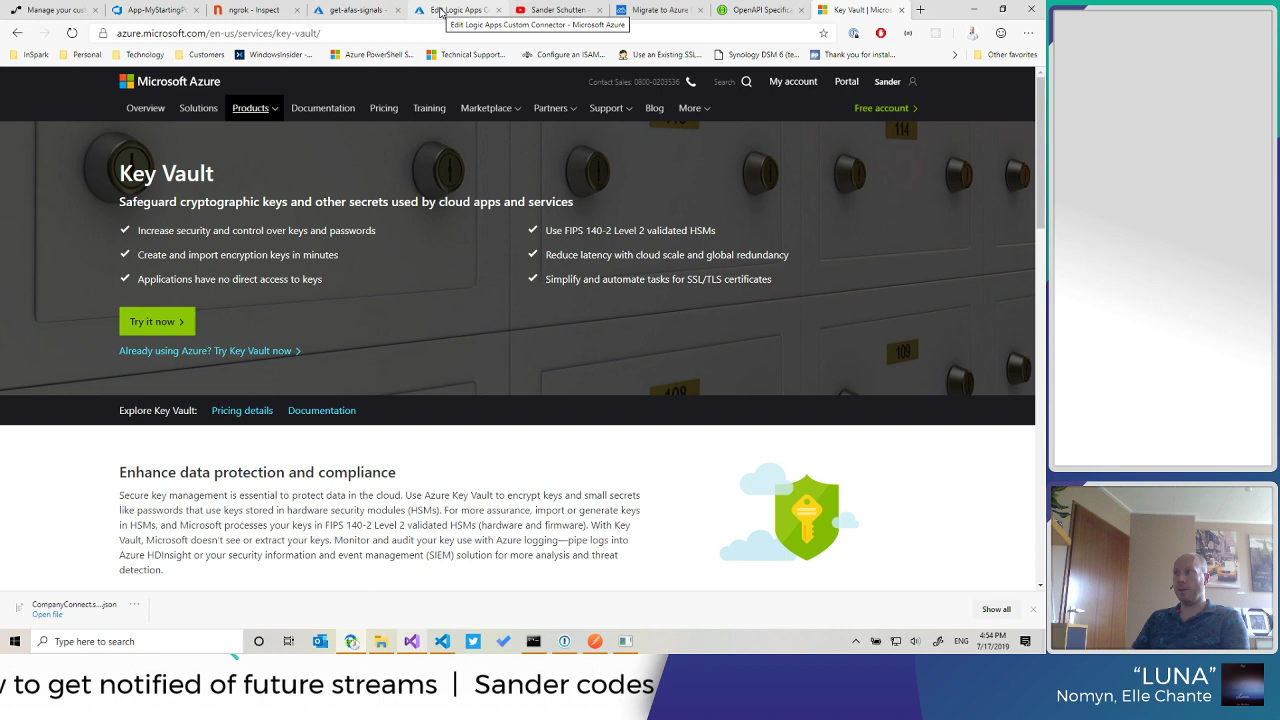 Manage your cus
App-MyStartingPo
ngrok - Inspect
get-afas-signals -
Edit Logic Apps C
Sander Schutten -
Migrate to Azure
OpenAPI Specifica
Key Vault | Micros
Edit Logic Apps Custom Connector - Microsoft Azure
azure.microsoft.com/en-us/services/key-vault/
InSpark
Personal
Development
Customers
WindowsInsider
Azure PowerShell S...
Technical Support...
Configure an ISAM...
Use an Existing SSL...
Synology DSM 6 (te...
Thank you for instal...
Other favorites
Microsoft Azure
Contact Sales: 0800-0203536
Search
My account
Portal
Sander
Overview
Solutions
Products
Documentation
Pricing
Training
Marketplace
Partners
Support
Blog
More
Free account
114
Key Vault
Safeguard cryptographic keys and other secrets used by cloud apps and services
Increase security and control over keys and passwords
Use FIPS 140-2 Level 2 validated HSMs
Create and import encryption keys in minutes
Reduce latency with cloud scale and global redundancy
Applications have no direct access to keys
Simplify and automate tasks for SSL/TLS certificates
Try it now
109
Already using Azure? Try Key Vault now
108
Explore Key Vault:
Pricing details
Documentation
Enhance data protection and compliance
Secure key management is essential to protect data in the cloud. Use Azure Key Vault to encrypt keys and small secrets
like passwords that use keys stored in hardware security modules (HSMs). For more assurance, import or generate keys
in HSMs, and Microsoft processes your keys in FIPS 140-2 Level 2 validated HSMs (hardware and firmware). With Key
Vault, Microsoft doesn't see or extract your keys. Monitor and audit your key use with Azure logging—pipe logs into
Azure HDInsight or your security information and event management (SIEM) solution for more analysis and threat
detection.
CompanyConnect.s....json
Open file
Show all
Type here to search
ENG
4:54 PM
7/17/2019
y to get notified of future streams | Sander codes
"LUNA"
Nomyn, Elle Chante